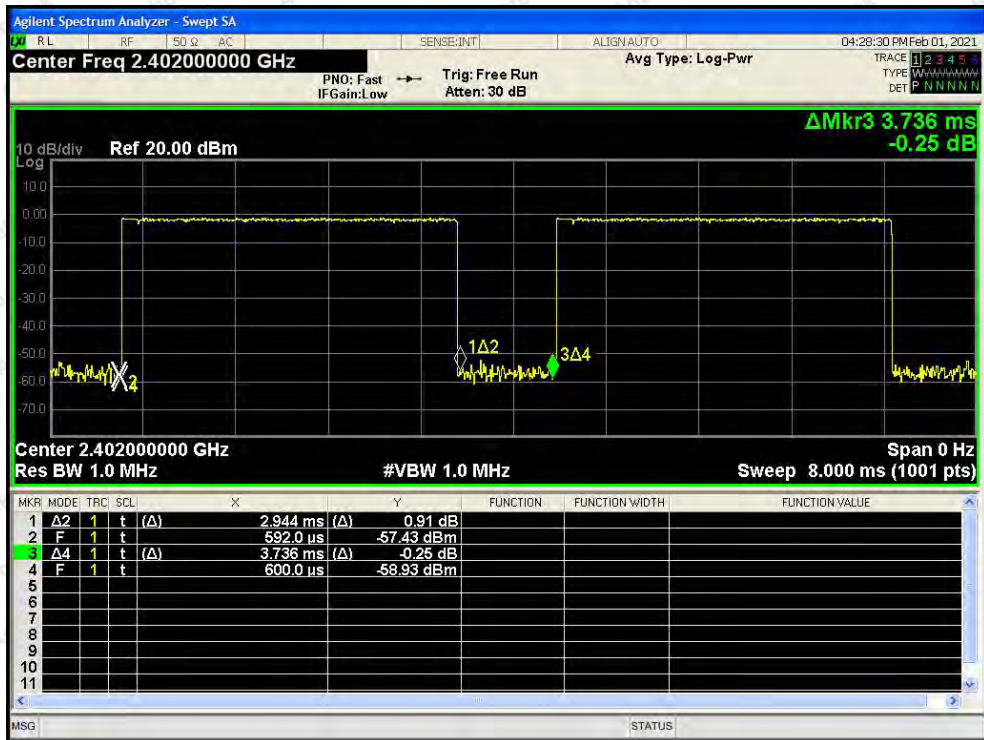 Agilent Spectrum Analyzer - Swept SA
LXI RL RF 50 Ω AC SENSE:INT ALIGNAUTO 04:28:30 PM Feb 01, 2021
Center Freq 2.402000000 GHz
PNO: Fast
IFGain:Low
Trig: Free Run
Atten: 30 dB
Avg Type: Log-Pwr
TRACE 1 2 3 4 5 6
TYPE WWWWWW
DET P N N N N N
ΔMkr3 3.736 ms
-0.25 dB
10 dB/div
Log
Ref 20.00 dBm
10.0
0.00
-10.0
-20.0
-30.0
-40.0
-50.0
-60.0
-70.0
1Δ2
3Δ4
2
4
Center 2.402000000 GHz
Span 0 Hz
Res BW 1.0 MHz
#VBW 1.0 MHz
Sweep 8.000 ms (1001 pts)
MKR MODE TRC SCL X Y FUNCTION FUNCTION WIDTH FUNCTION VALUE
1 Δ2 1 t (Δ) 2.944 ms (Δ) 0.91 dB
2 F 1 t 592.0 µs -57.43 dBm
3 Δ4 1 t (Δ) 3.736 ms (Δ) -0.25 dB
4 F 1 t 600.0 µs -58.93 dBm
5
6
7
8
9
10
11
MSG
STATUS